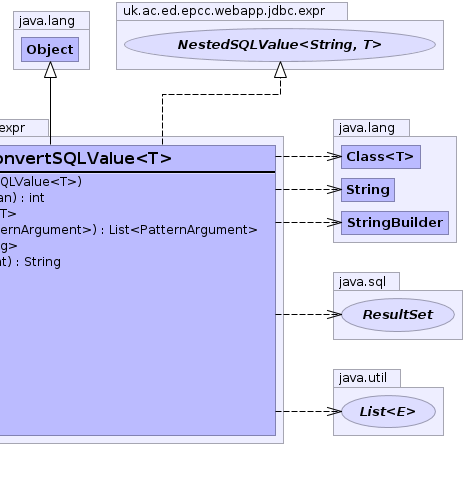 java.lang
Object
uk.ac.ed.epcc.webapp.jdbc.expr
NestedSQLValue<String, T>
expr
onvertSQLValue<T>
QLValue<T>)
an) : int
T>
ernArgument>) : List<PatternArgument>
g>
t) : String
java.lang
Class<T>
String
StringBuilder
java.sql
ResultSet
java.util
List<E>